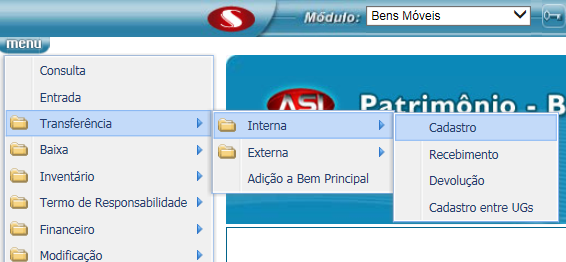 S
Módulo: Bens Móveis
menu
Consulta
Entrada
Transferência
Baixa
Inventário
Termo de Responsabilidade
Financeiro
Modificação
ASI Patrimônio - B
Interna
Externa
Adição a Bem Principal
Cadastro
Recebimento
Devolução
Cadastro entre UGs